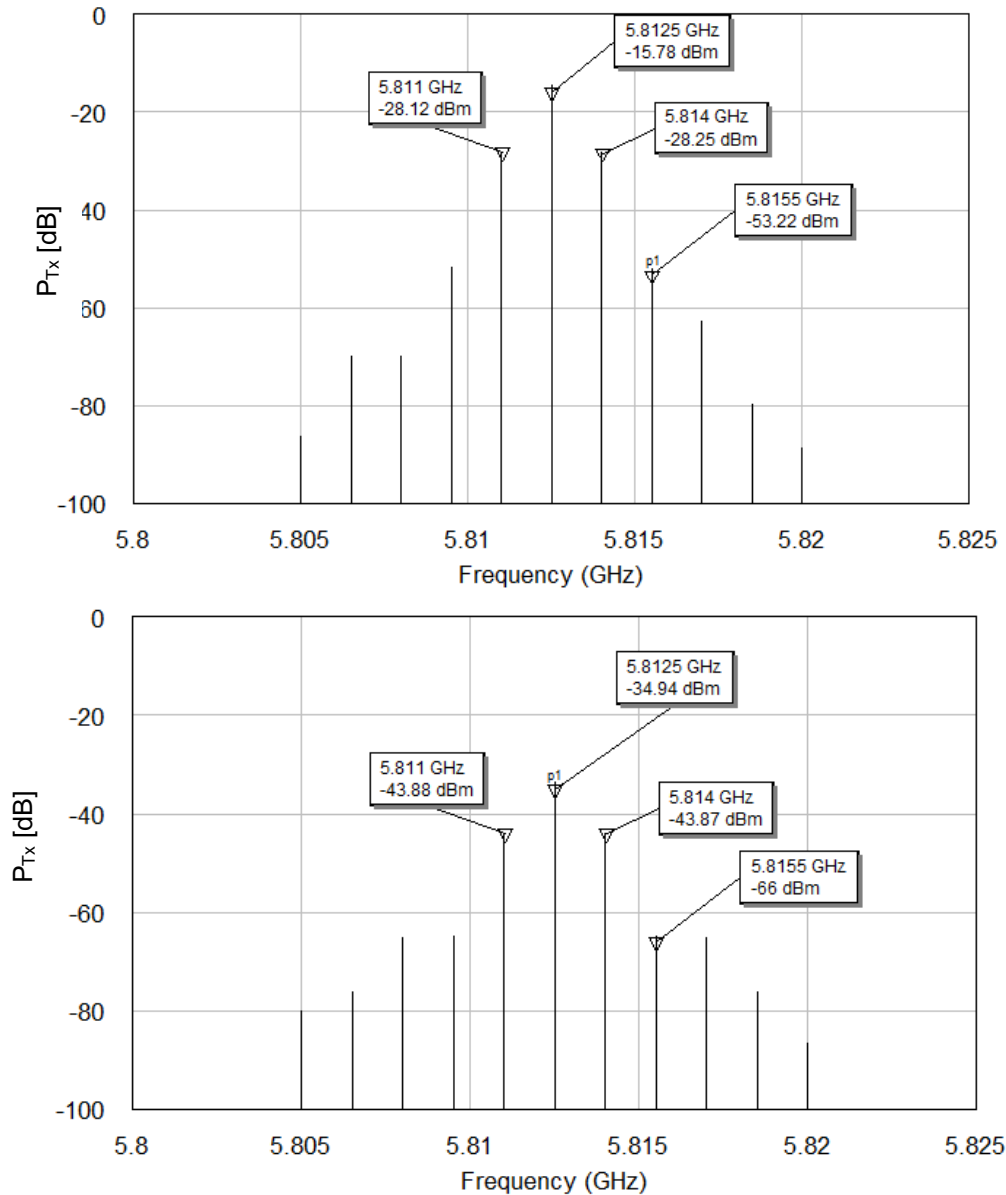 0
-20
40
60
-80
-100
P_Tx [dB]
5.8125 GHz
-15.78 dBm
5.811 GHz
-28.12 dBm
5.814 GHz
-28.25 dBm
5.8155 GHz
-53.22 dBm
p1
5.8 5.805 5.81 5.815 5.82 5.825
Frequency (GHz)
0
-20
-40
-60
-80
-100
P_Tx [dB]
5.8125 GHz
-34.94 dBm
5.811 GHz
-43.88 dBm
p1
5.814 GHz
-43.87 dBm
5.8155 GHz
-66 dBm
5.8 5.805 5.81 5.815 5.82 5.825
Frequency (GHz)